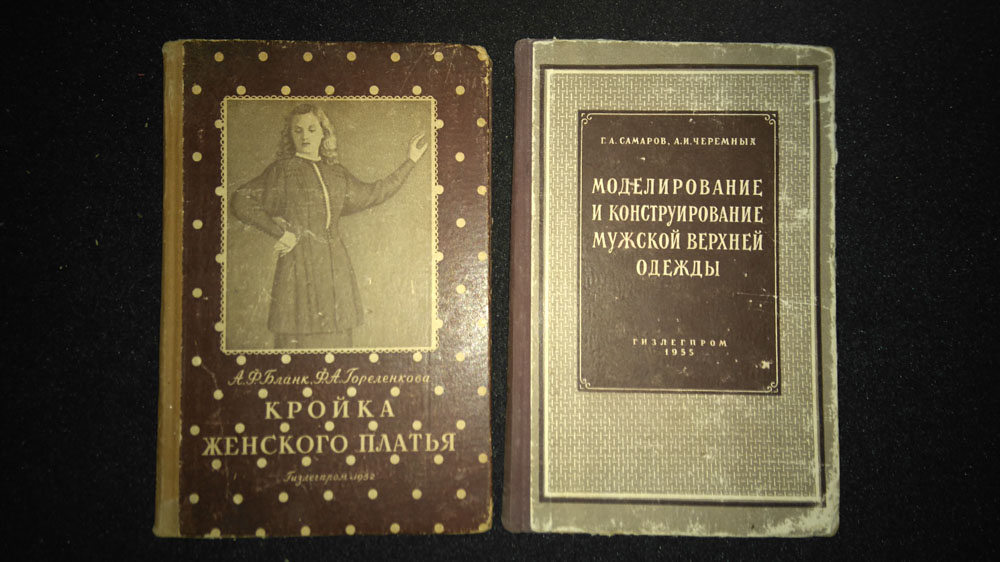 А.Ф.Бланк, Ф.А.Гореленкова
КРОЙКА
ЖЕНСКОГО ПЛАТЬЯ
Гизлегпром
Г.А.САМАРОВ, А.И.ЧЕРЕМНЫХ
МОДЕЛИРОВАНИЕ
И КОНСТРУИРОВАНИЕ
МУЖСКОЙ ВЕРХНЕЙ
ОДЕЖДЫ
ГИЗЛЕГПРОМ
1955